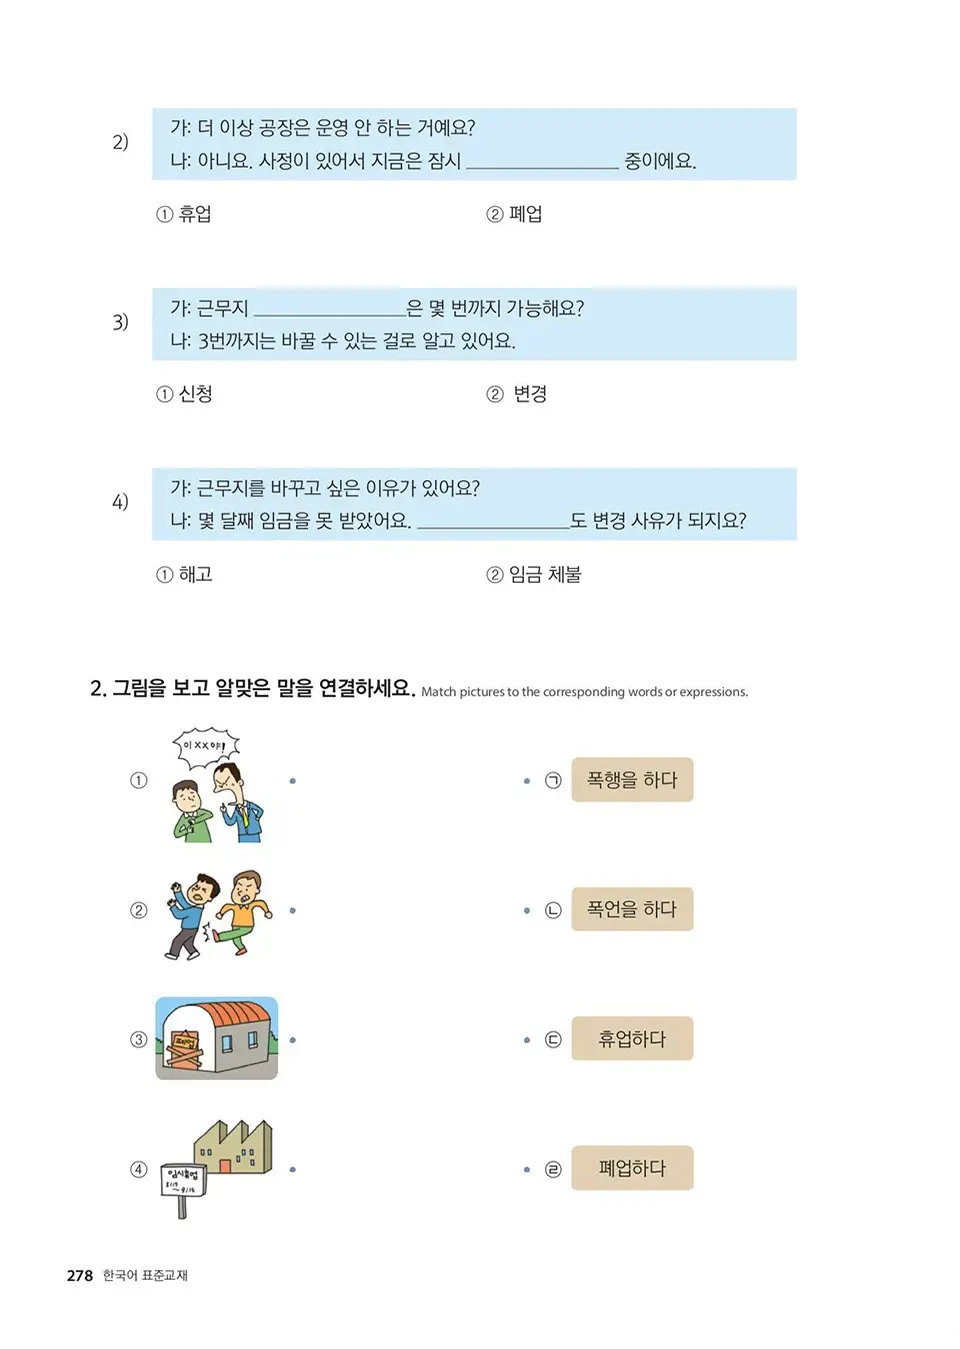 2)
가: 더 이상 공장은 운영 안 하는 거예요?
나: 아니요. 사정이 있어서 지금은 잠시 ________________ 중이에요.
① 휴업 ② 폐업
3)
가: 근무지 ________________은 몇 번까지 가능해요?
나: 3번까지는 바꿀 수 있는 걸로 알고 있어요.
① 신청 ② 변경
4)
가: 근무지를 바꾸고 싶은 이유가 있어요?
나: 몇 달째 임금을 못 받았어요. ________________도 변경 사유가 되지요?
① 해고 ② 임금 체불
2. 그림을 보고 알맞은 말을 연결하세요. Match pictures to the corresponding words or expressions.
이 XX야!
① • • ㉠ 폭행을 하다
② • • ㉡ 폭언을 하다
③ • • ㉢ 휴업하다
폐업
④ • • ㉣ 폐업하다
임시휴업
~9/15
278 한국어 표준교재